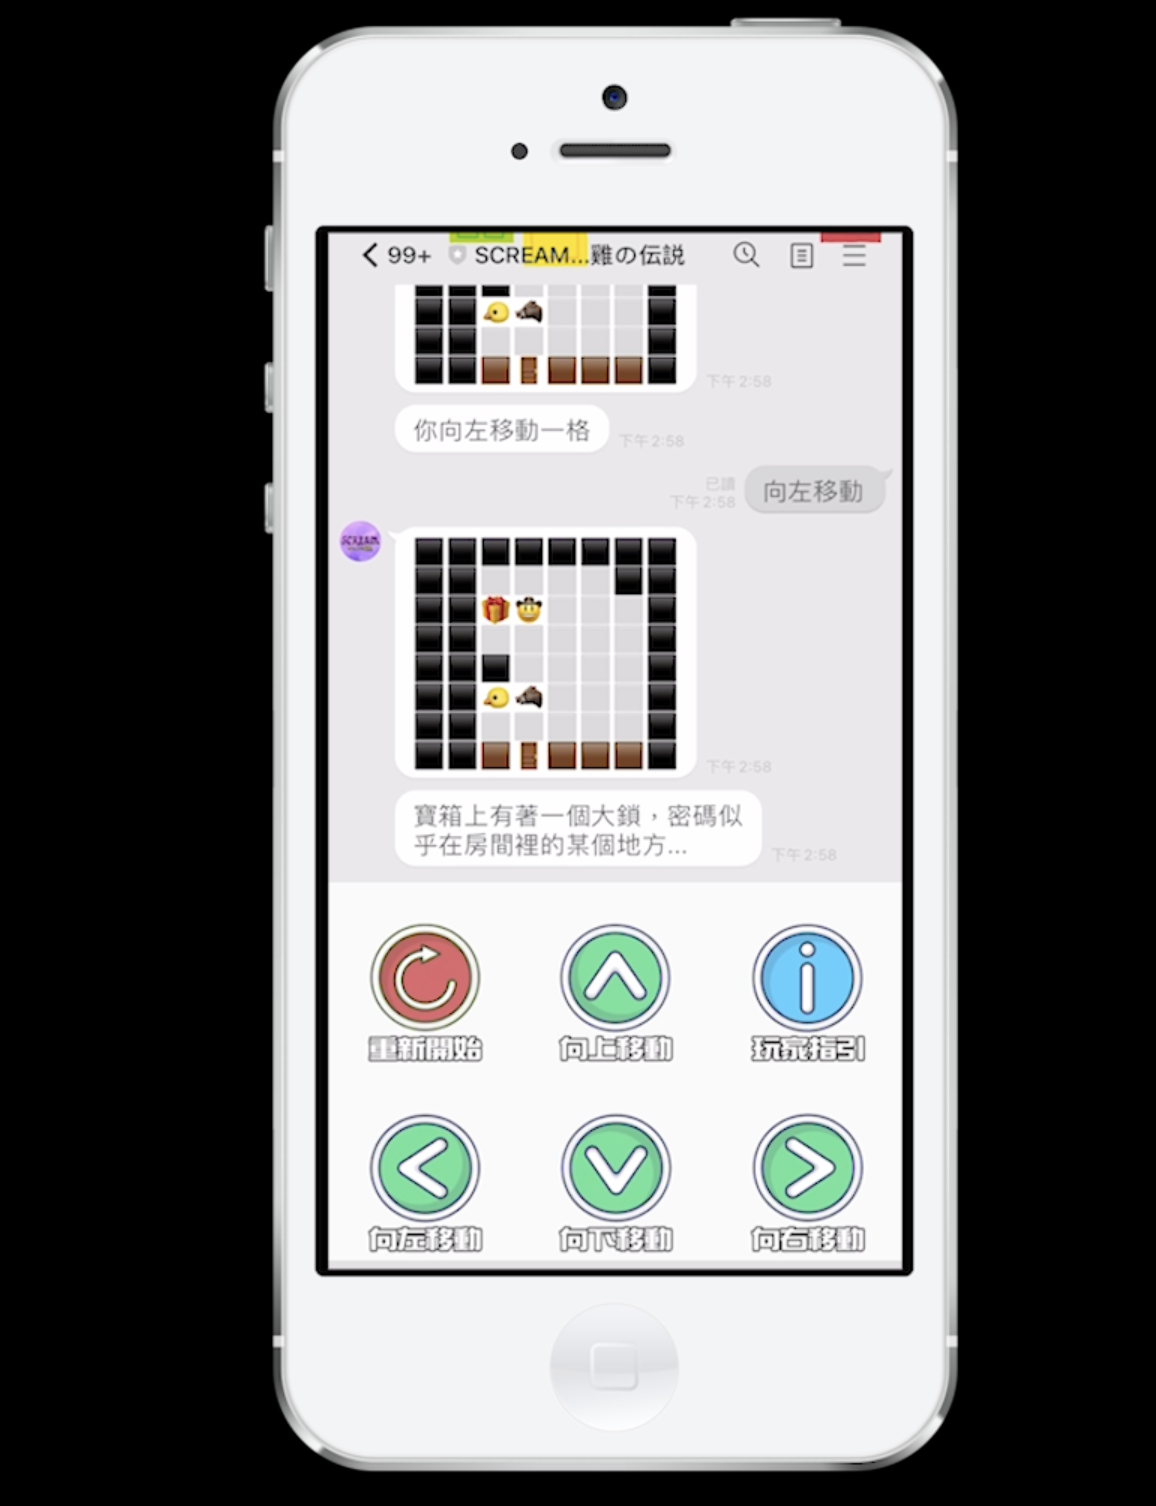 99+
SCREAM...雞の伝説
下午2:58
你向左移動一格
下午2:58
已讀
下午2:58
向左移動
SCREAM
下午2:58
寶箱上有著一個大鎖，密碼似
乎在房間裡的某個地方...
下午2:58
重新開始
向上移動
玩家指引
向左移動
向下移動
向右移動